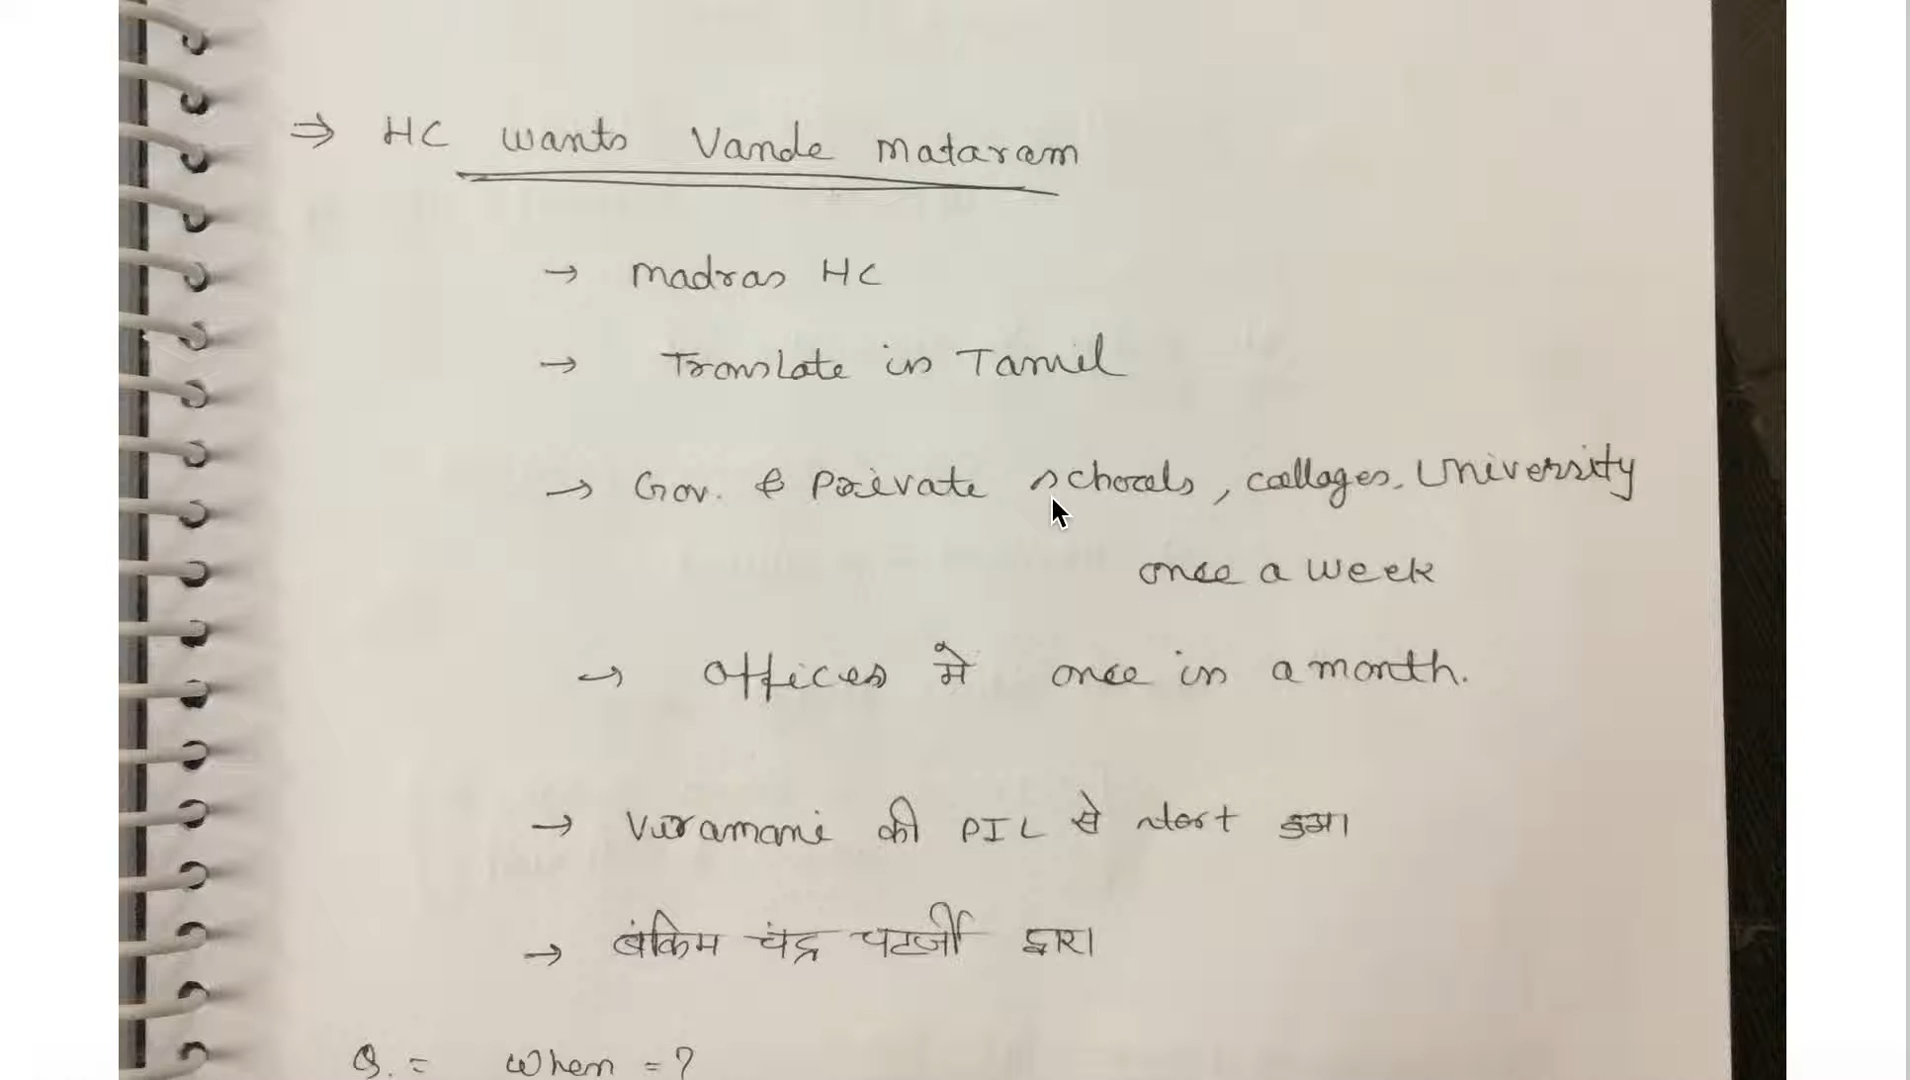 ⇒ HC wants Vande mataram
→ madras HC
→ Translate in Tamil
→ Gov. & Private schools, collages, University
once a week
→ offices मे once in a month.
→ Viramani की PIL से start हुआ
→ बंकिम चंद्र चटर्जी द्वारा
Q. = When = ?